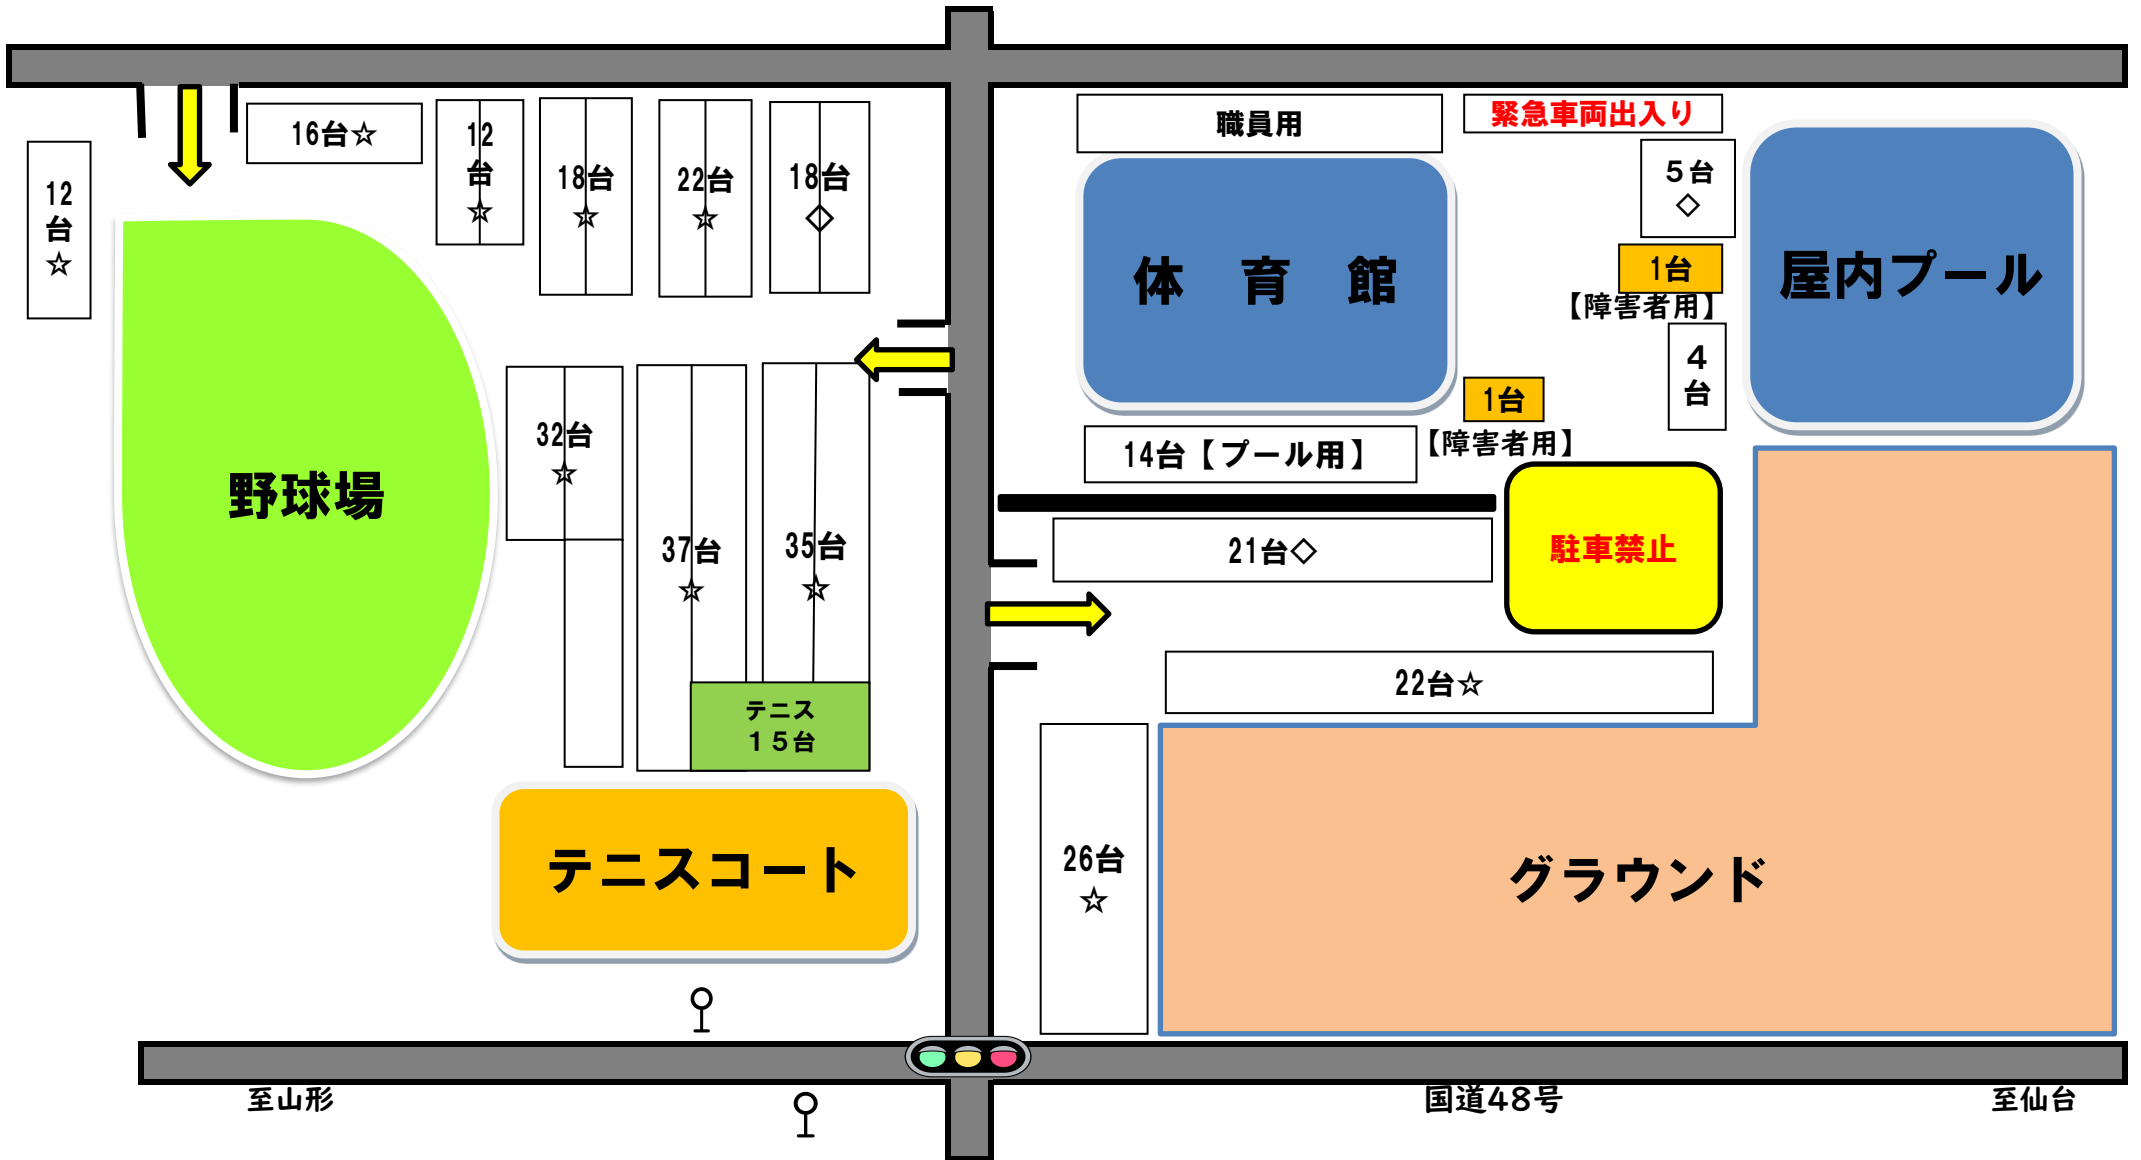 職員用
緊急車両出入り
16台☆
12
台
☆
12
台
☆
18台
☆
22台
☆
18台
◇
5台
◇
1台
【障害者用】
体 育 館
屋内プール
4
台
1台
【障害者用】
14台【プール用】
32台
☆
野球場
37台
☆
35台
☆
21台◇
駐車禁止
22台☆
テニス
15台
テニスコート
26台
☆
グラウンド
至山形
国道48号
至仙台